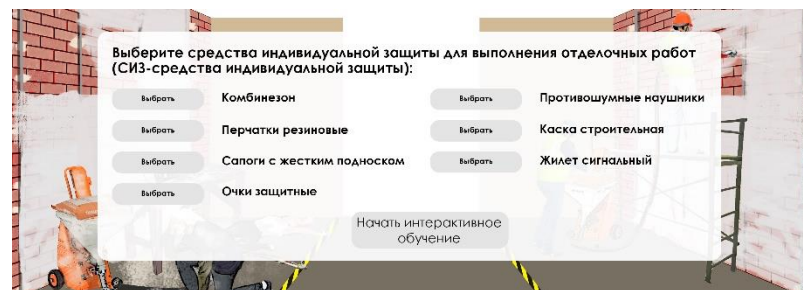 Выберите средства индивидуальной защиты для выполнения отделочных работ
(СИЗ-средства индивидуальной защиты):
Выбрать Комбинезон
Выбрать Противошумные наушники
Выбрать Перчатки резиновые
Выбрать Каска строительная
Выбрать Сапоги с жестким подноском
Выбрать Жилет сигнальный
Выбрать Очки защитные
Начать интерактивное
обучение